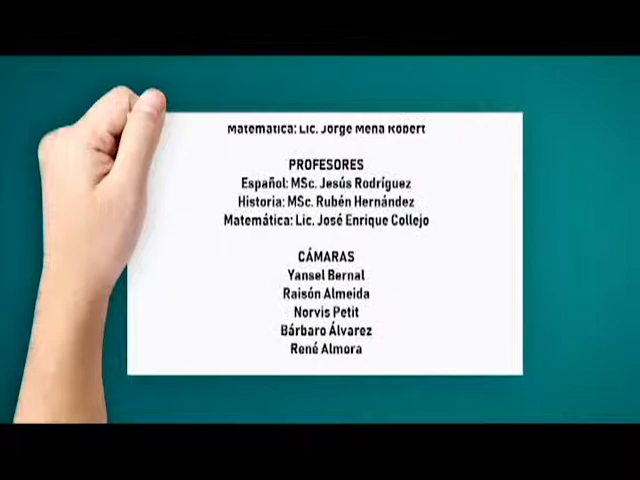 Matemática: Lic. Jorge Mena Robert
PROFESORES
Español: MSc. Jesús Rodríguez
Historia: MSc. Rubén Hernández
Matemática: Lic. José Enrique Collejo
CÁMARAS
Yansel Bernal
Raisón Almeida
Norvis Petit
Bárbaro Álvarez
René Almora